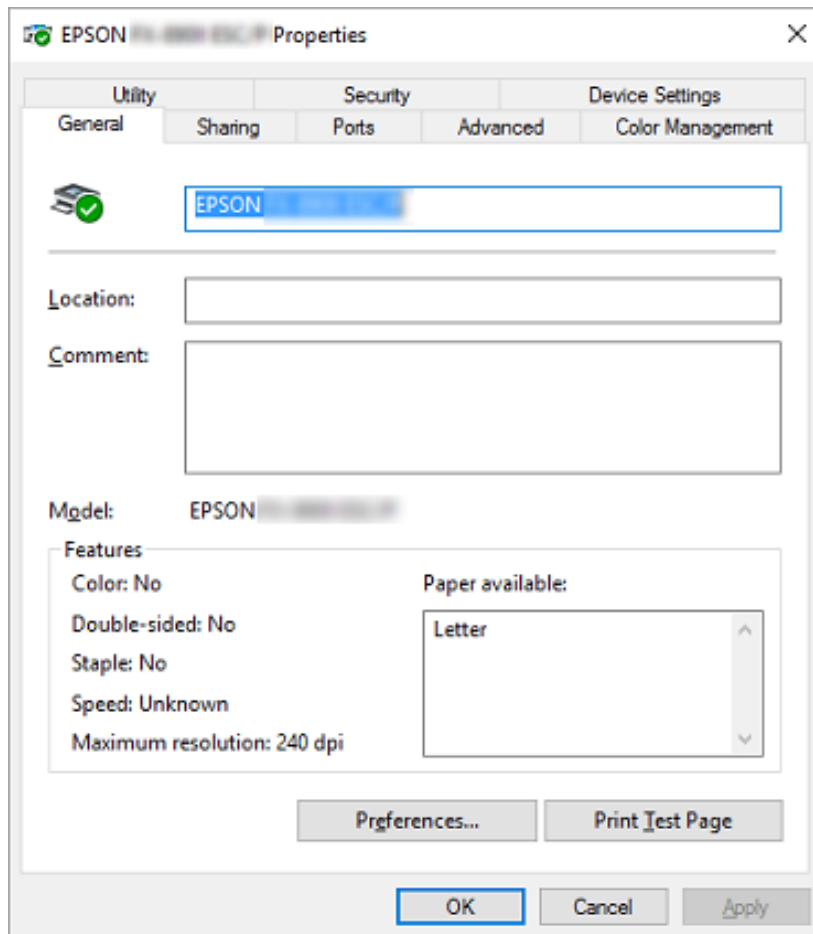 EPSON Properties
Utility Security Device Settings
General Sharing Ports Advanced Color Management
EPSON
Location:
Comment:
Model: EPSON
Features
Color: No
Paper available:
Double-sided: No
Letter
Staple: No
Speed: Unknown
Maximum resolution: 240 dpi
Preferences... Print Test Page
OK Cancel Apply